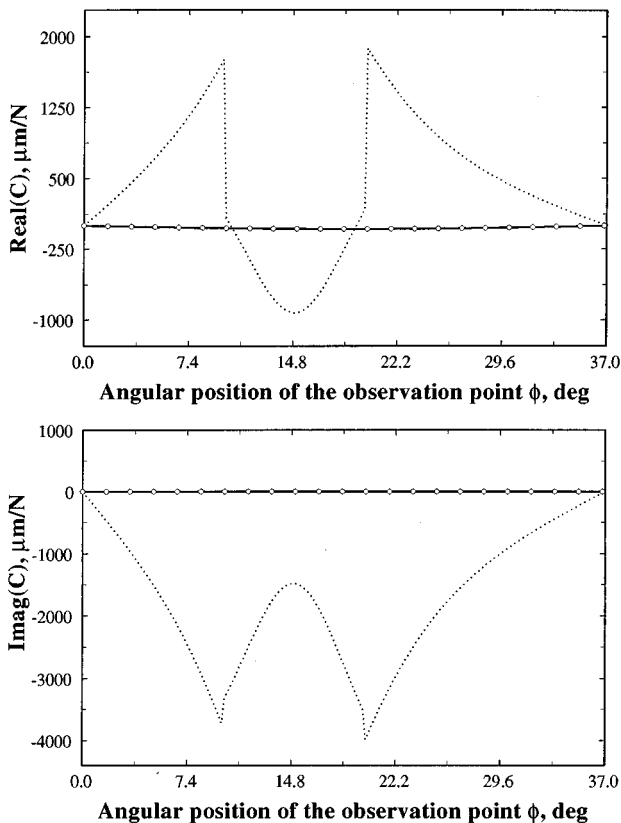 2000
1250
500
-250
-1000
Real(C), μm/N
0.0 7.4 14.8 22.2 29.6 37.0
Angular position of the observation point ϕ, deg
1000
0
-1000
-2000
-3000
-4000
Imag(C), μm/N
0.0 7.4 14.8 22.2 29.6 37.0
Angular position of the observation point ϕ, deg